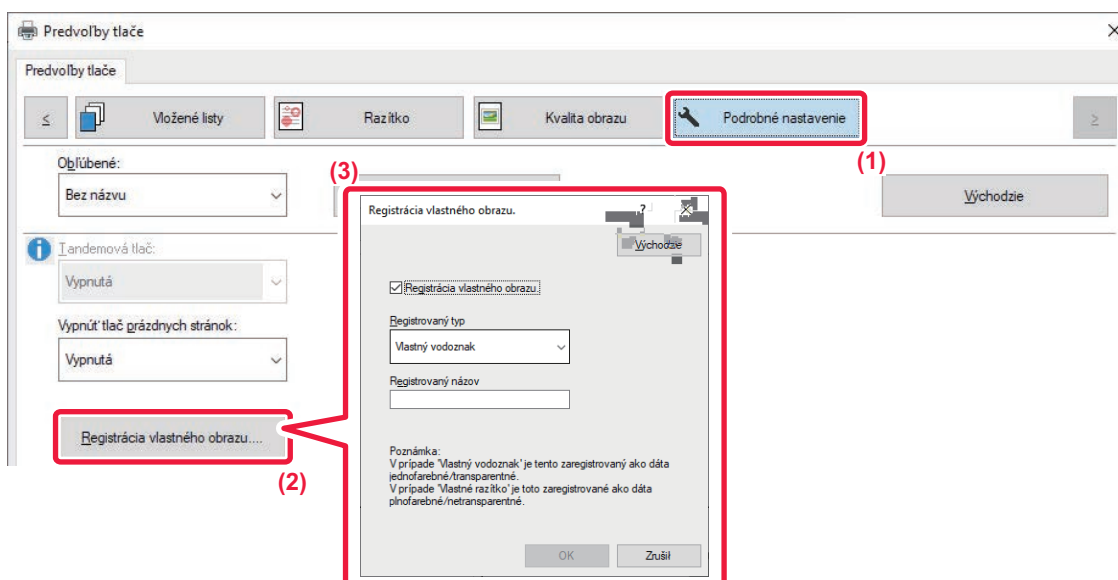 Predvoľby tlače
Predvoľby tlače
<
Vložené listy
Razítko
Kvalita obrazu
Podrobné nastavenie
>
(1)
Obľúbené:
Bez názvu
Východzie
Tandemová tlač:
Vypnutá
Vypnúť tlač prázdnych stránok:
Vypnutá
Registrácia vlastného obrazu....
(2)
(3)
Registrácia vlastného obrazu.
?
Východzie
Registrácia vlastného obrazu.
Registrovaný typ
Vlastný vodoznak
Registrovaný názov
Poznámka:
V prípade 'Vlastný vodoznak' je tento zaregistrovaný ako dáta
jednofarebné/transparentné.
V prípade 'Vlastné razítko' je toto zaregistrované ako dáta
plnofarebné/netransparentné.
OK
Zrušiť